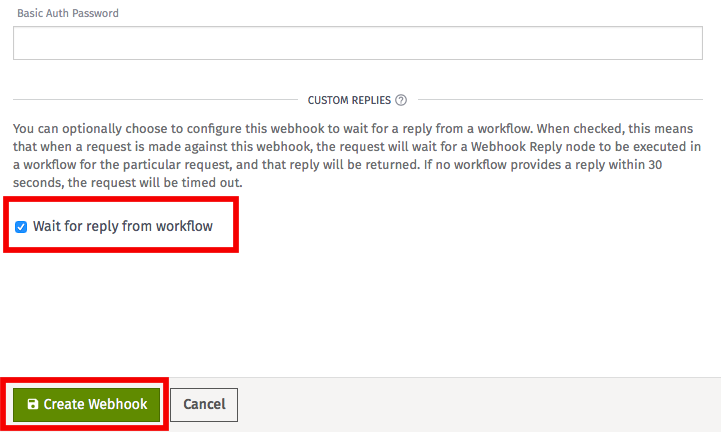 Basic Auth Password
CUSTOM REPLIES ?
You can optionally choose to configure this webhook to wait for a reply from a workflow. When checked, this means
that when a request is made against this webhook, the request will wait for a Webhook Reply node to be executed in
a workflow for the particular request, and that reply will be returned. If no workflow provides a reply within 30
seconds, the request will be timed out.
Wait for reply from workflow
Create Webhook
Cancel